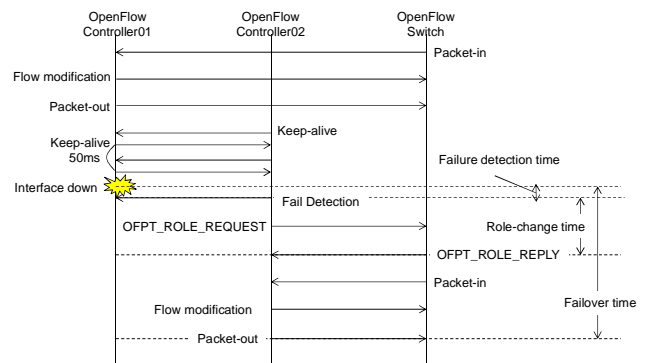 OpenFlow
Controller01
OpenFlow
Controller02
OpenFlow
Switch
Packet-in
Flow modification
Packet-out
Keep-alive
Keep-alive
50ms
Failure detection time
Interface down
Fail Detection
OFPT_ROLE_REQUEST
Role-change time
OFPT_ROLE_REPLY
Packet-in
Flow modification
Failover time
Packet-out